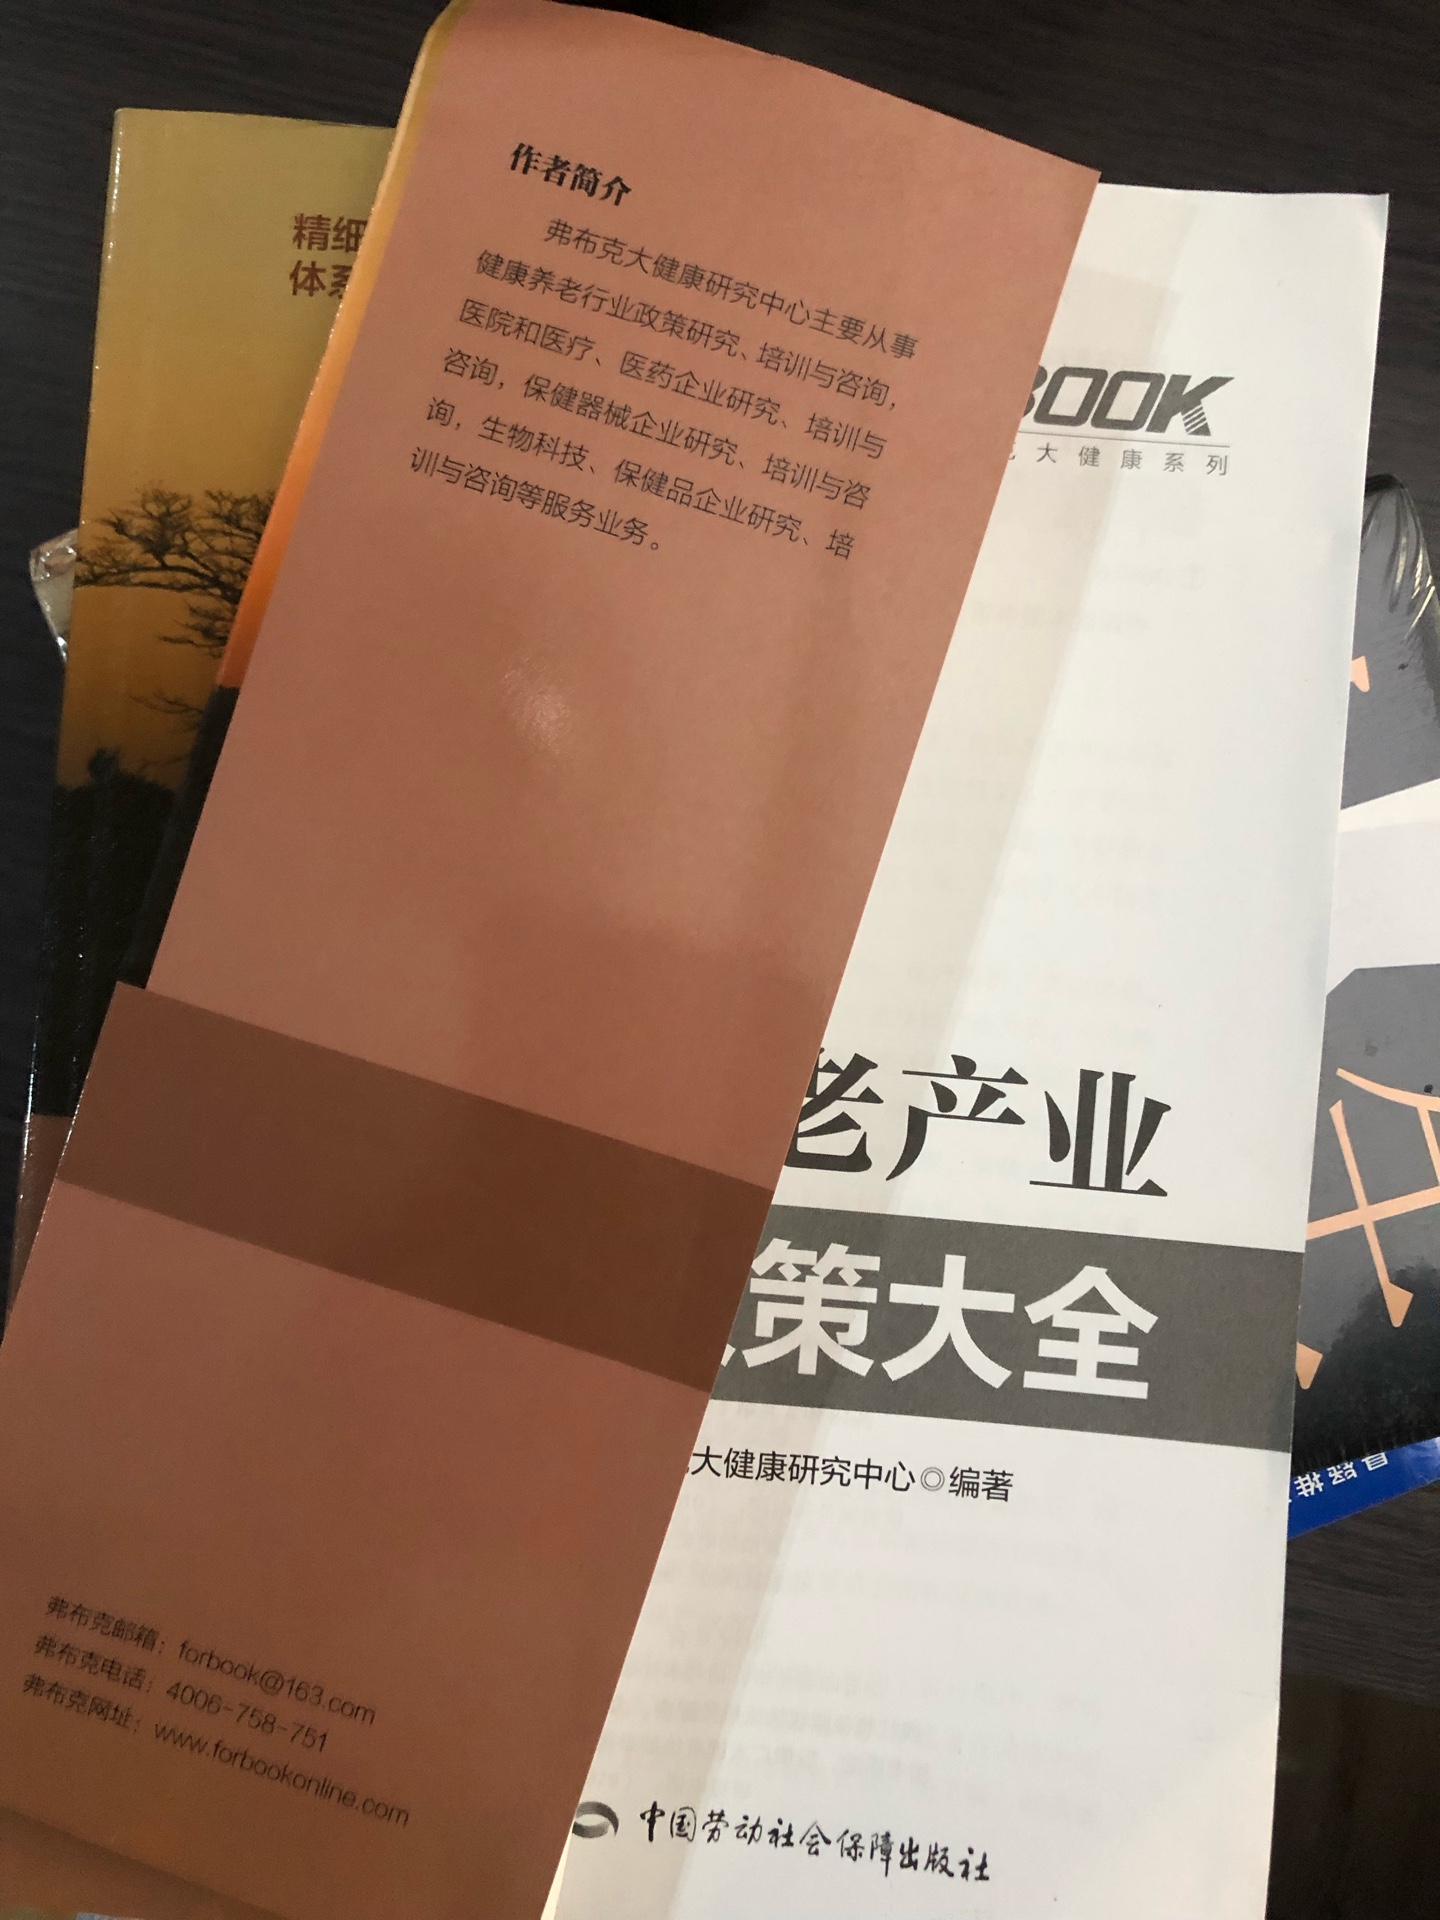 作者简介
弗布克大健康研究中心主要从事
健康养老行业政策研究、培训与咨询，
医院和医疗、医药企业研究、培训与
咨询，保健器械企业研究、培训与咨
询，生物科技、保健品企业研究、培
训与咨询等服务业务。
弗布克邮箱：forbook@163.com
弗布克电话：4006-758-751
弗布克网址：www.forbookonline.com
精细
体系
BOOK
大健康系列
老产业
策大全
大健康研究中心◎编著
中国劳动社会保障出版社